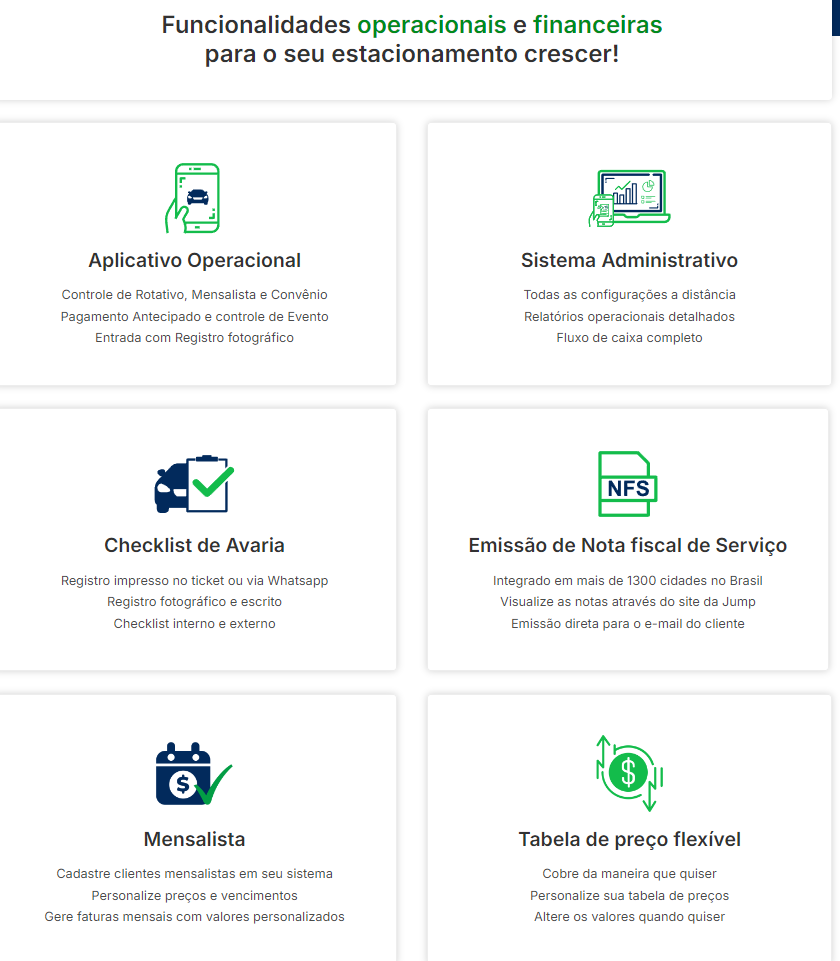 Funcionalidades operacionais e financeiras
para o seu estacionamento crescer!
Aplicativo Operacional
Controle de Rotativo, Mensalista e Convênio
Pagamento Antecipado e controle de Evento
Entrada com Registro fotográfico
Sistema Administrativo
Todas as configurações a distância
Relatórios operacionais detalhados
Fluxo de caixa completo
Checklist de Avaria
Registro impresso no ticket ou via Whatsapp
Registro fotográfico e escrito
Checklist interno e externo
NFS
Emissão de Nota fiscal de Serviço
Integrado em mais de 1300 cidades no Brasil
Visualize as notas através do site da Jump
Emissão direta para o e-mail do cliente
$
Mensalista
Cadastre clientes mensalistas em seu sistema
Personalize preços e vencimentos
Gere faturas mensais com valores personalizados
$
Tabela de preço flexível
Cobre da maneira que quiser
Personalize sua tabela de preços
Altere os valores quando quiser